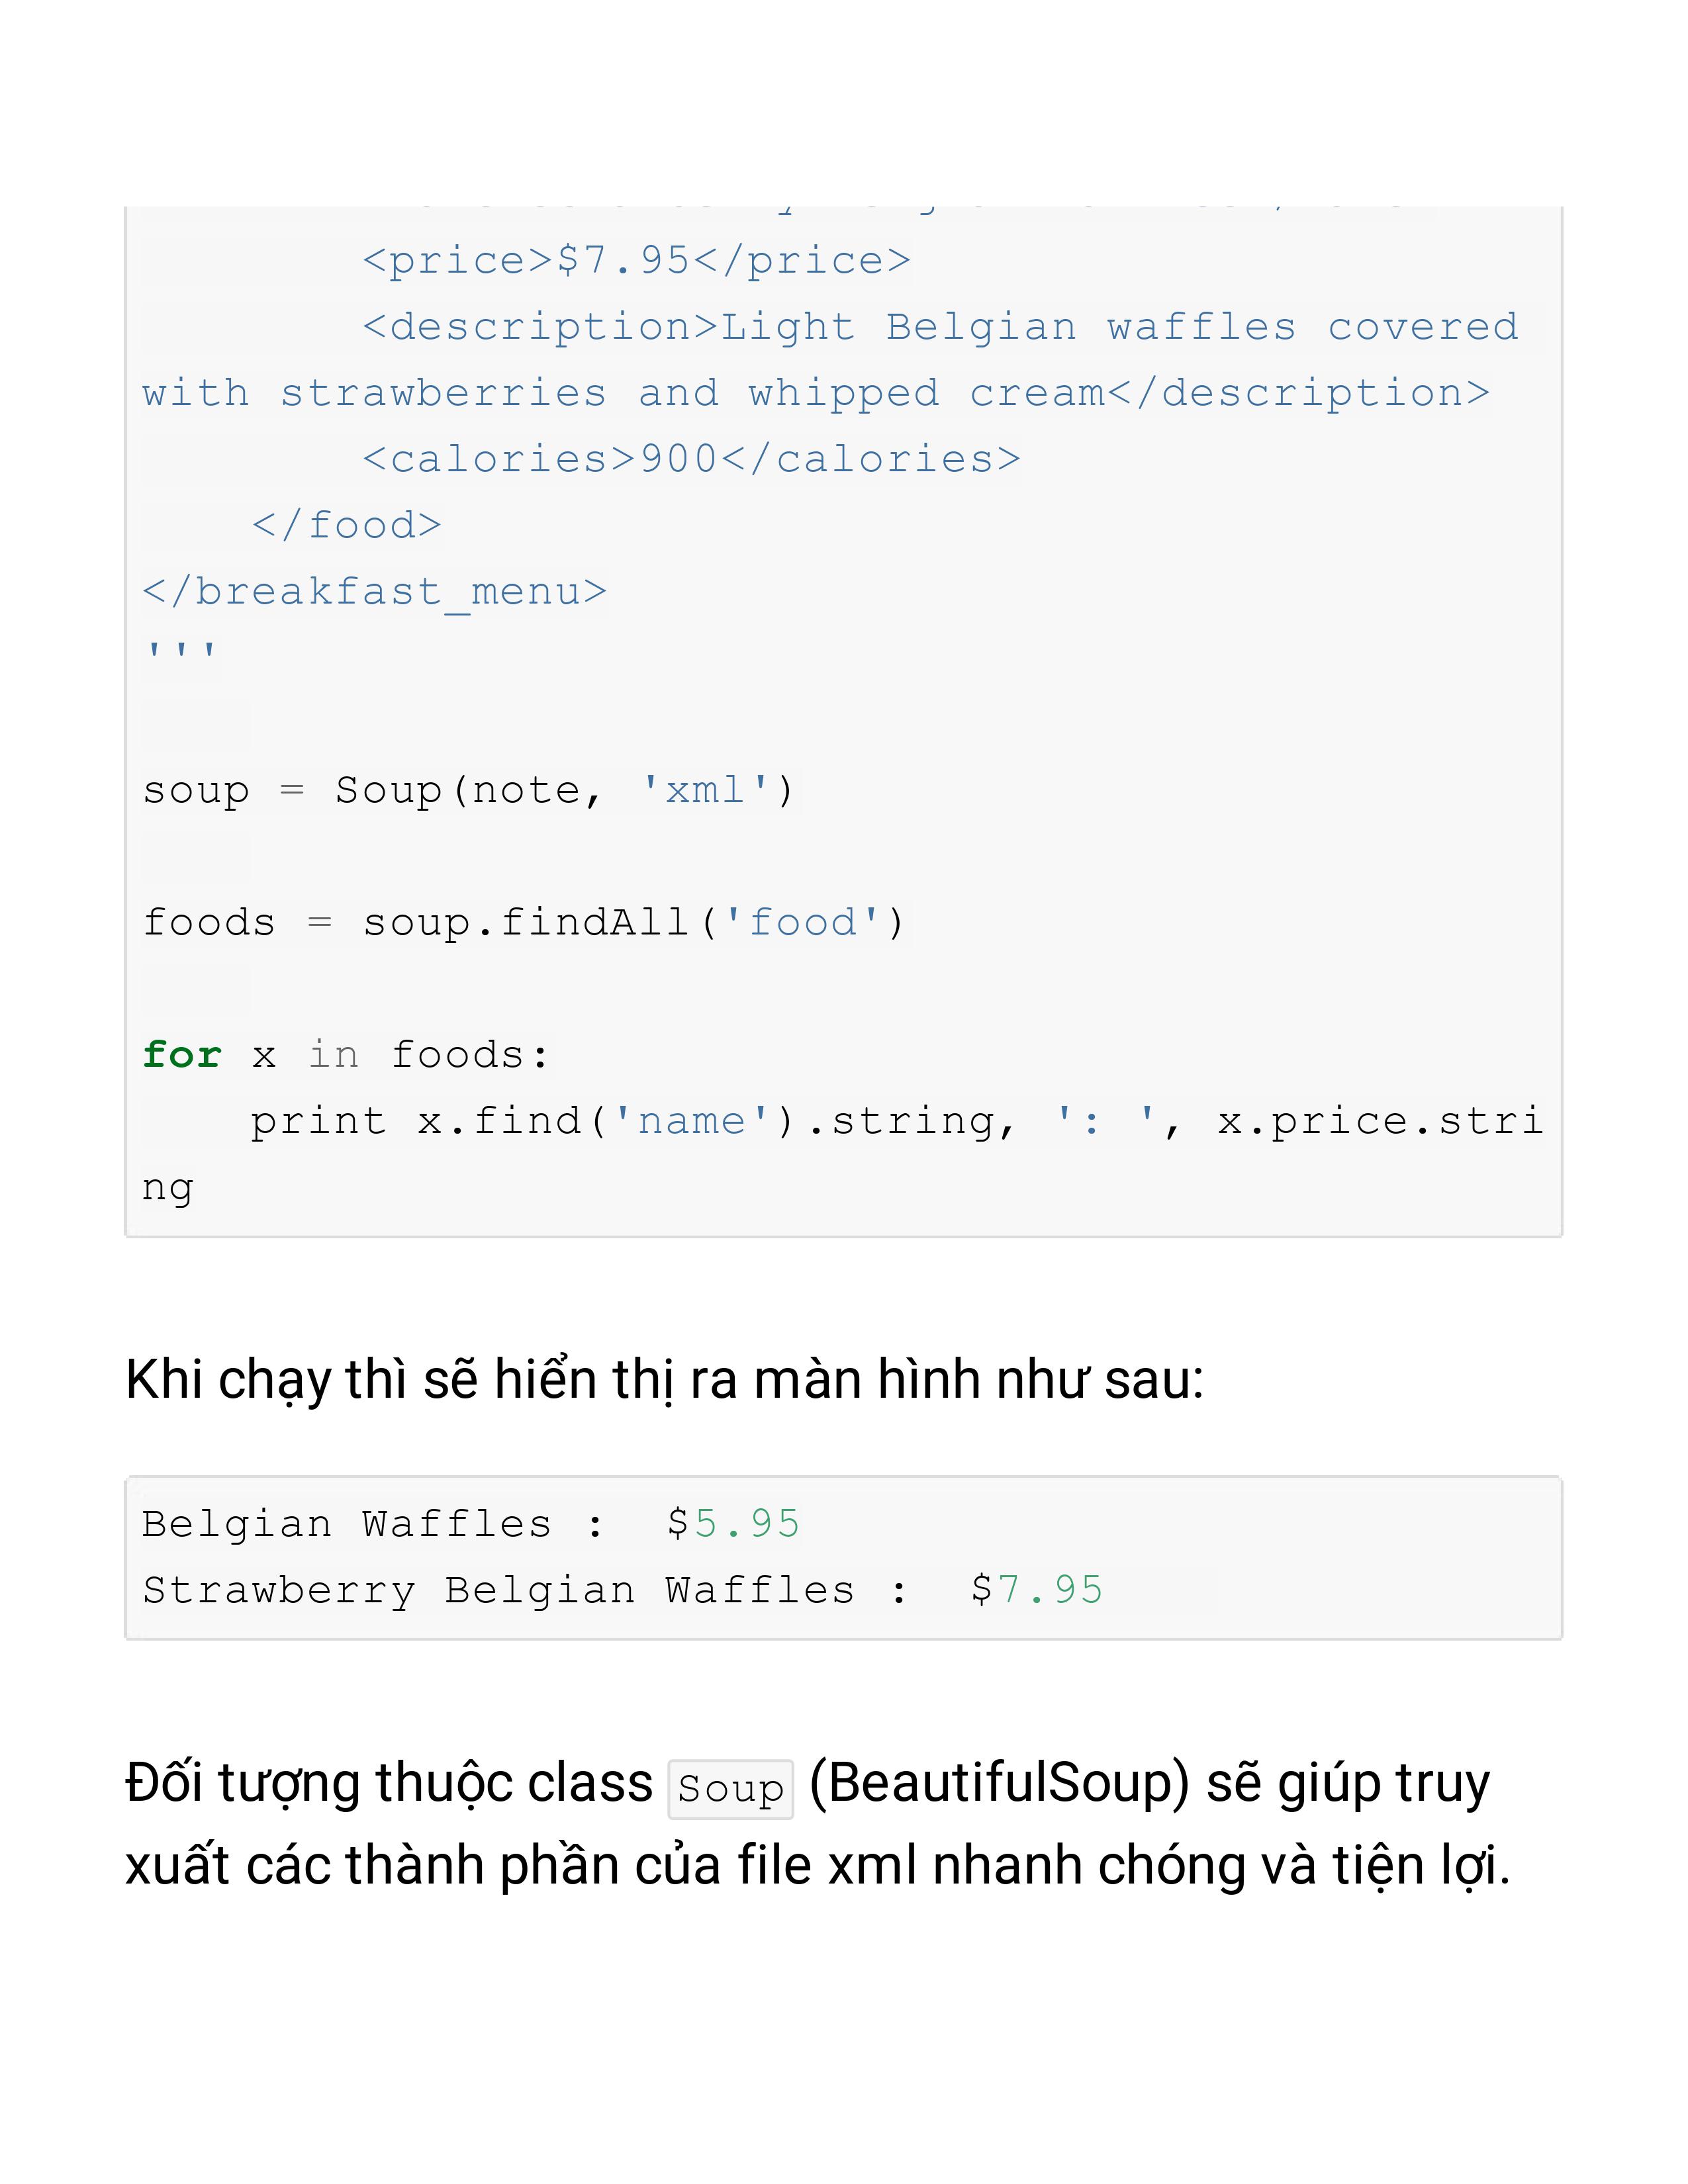 <price>$7.95</price>
<description>Light Belgian waffles covered
with strawberries and whipped cream</description>
<calories>900</calories>
</food>
</breakfast_menu>
'''
soup = Soup(note, 'xml')
foods = soup.findAll('food')
for x in foods:
print x.find('name').string, ': ', x.price.stri
ng
Khi chạy thì sẽ hiển thị ra màn hình như sau:
Belgian Waffles :  $5.95
Strawberry Belgian Waffles :  $7.95
Đối tượng thuộc class Soup (BeautifulSoup) sẽ giúp truy
xuất các thành phần của file xml nhanh chóng và tiện lợi.